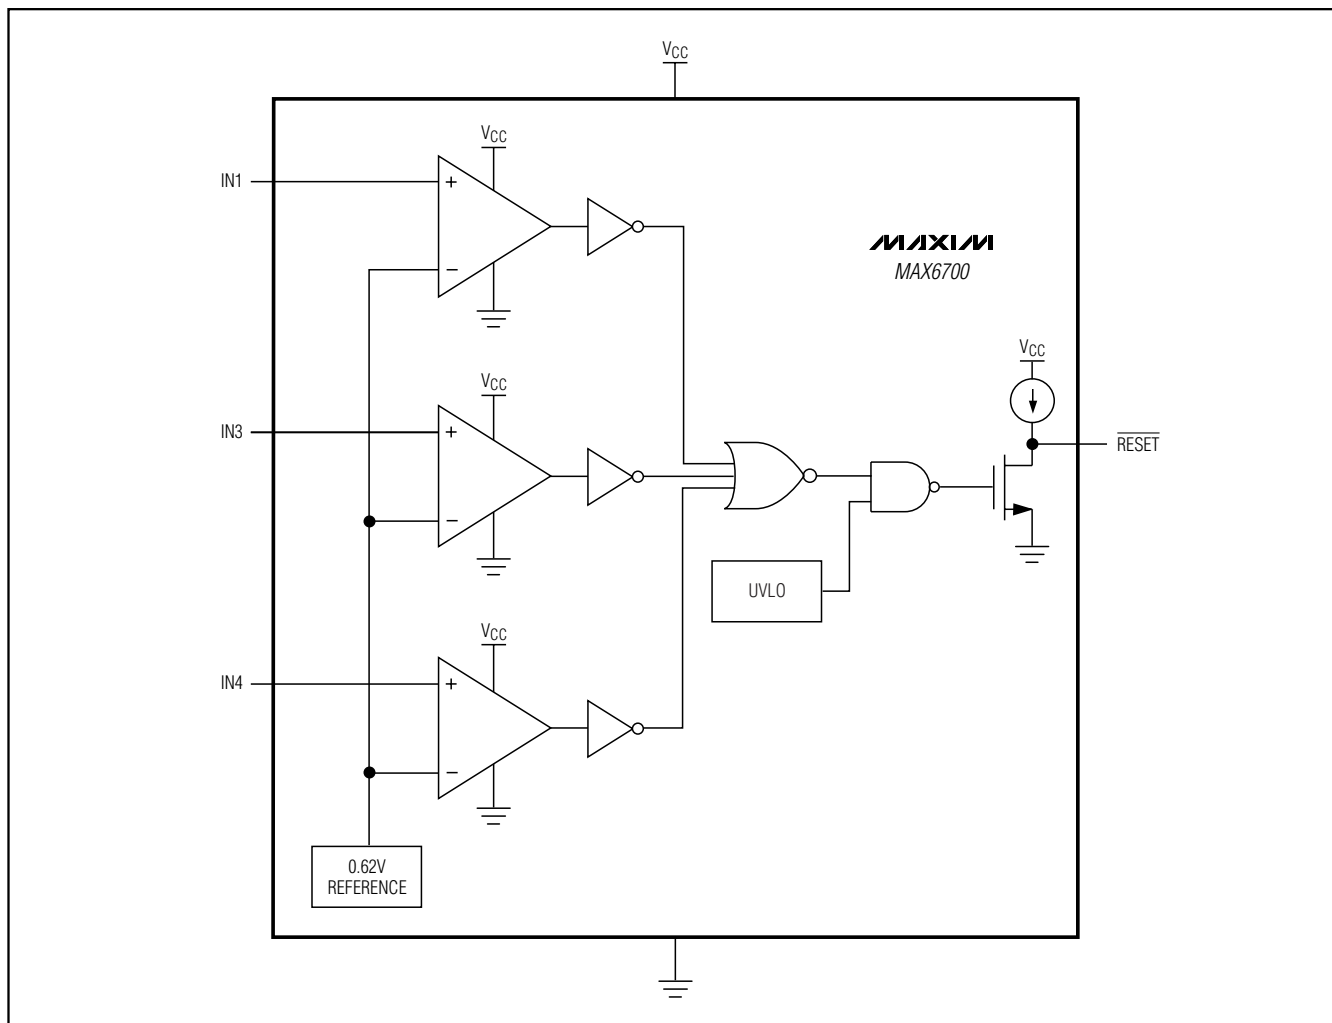 VCC
VCC
IN1
+
−
MAXIM
MAX6700
VCC
VCC
IN3
+
−
RESET
UVLO
VCC
IN4
+
−
0.62V
REFERENCE